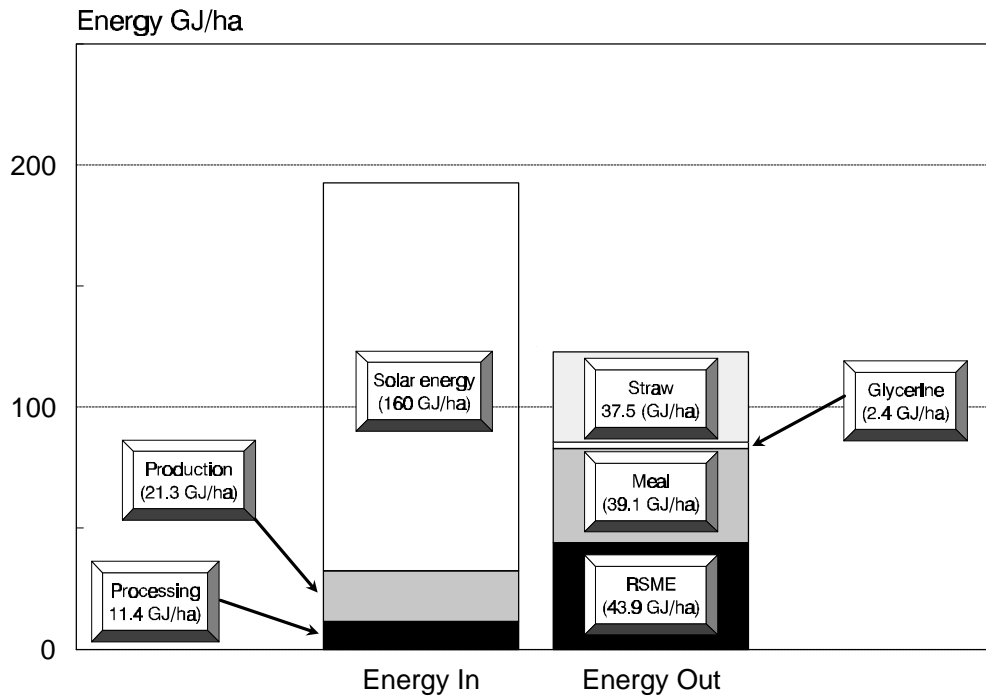 Energy GJ/ha
200
100
0
Solar energy
(160 GJ/ha)
Production
(21.3 GJ/ha)
Processing
11.4 GJ/ha)
Straw
37.5 (GJ/ha)
Glycerine
(2.4 GJ/ha)
Meal
(39.1 GJ/ha)
RSME
(43.9 GJ/ha)
Energy In
Energy Out